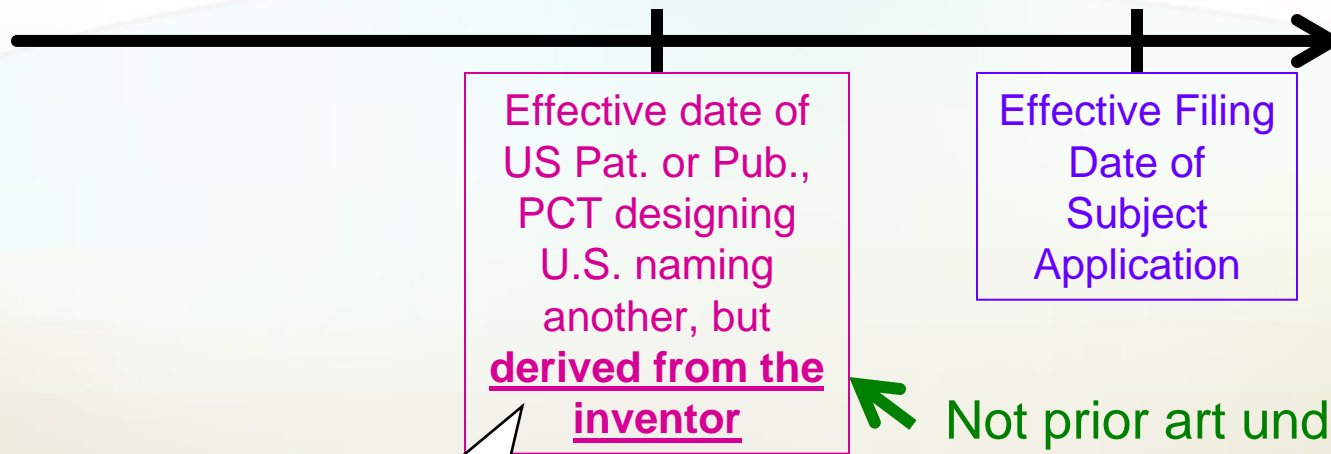 Effective date of
US Pat. or Pub.,
PCT designing
U.S. naming
another, but
derived from the
inventor
Effective Filing
Date of
Subject
Application
Not prior art und